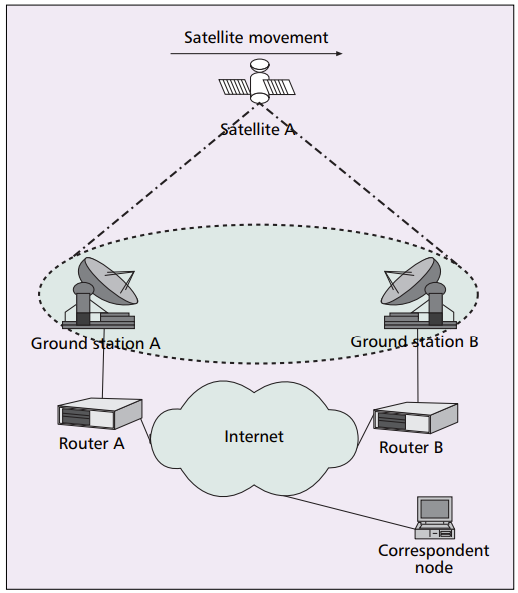 Satellite movement
Satellite A
Ground station A
Ground station B
Router A
Internet
Router B
Correspondent
node